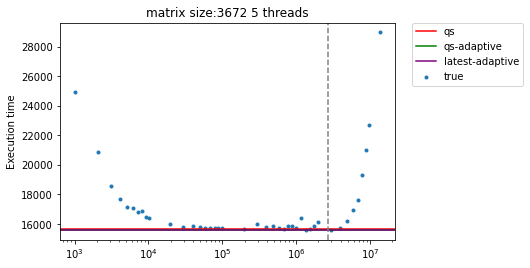 matrix size:3672 5 threads
Execution time
28000
26000
24000
22000
20000
18000
16000
10³
10⁴
10⁵
10⁶
10⁷
qs
qs-adaptive
latest-adaptive
true